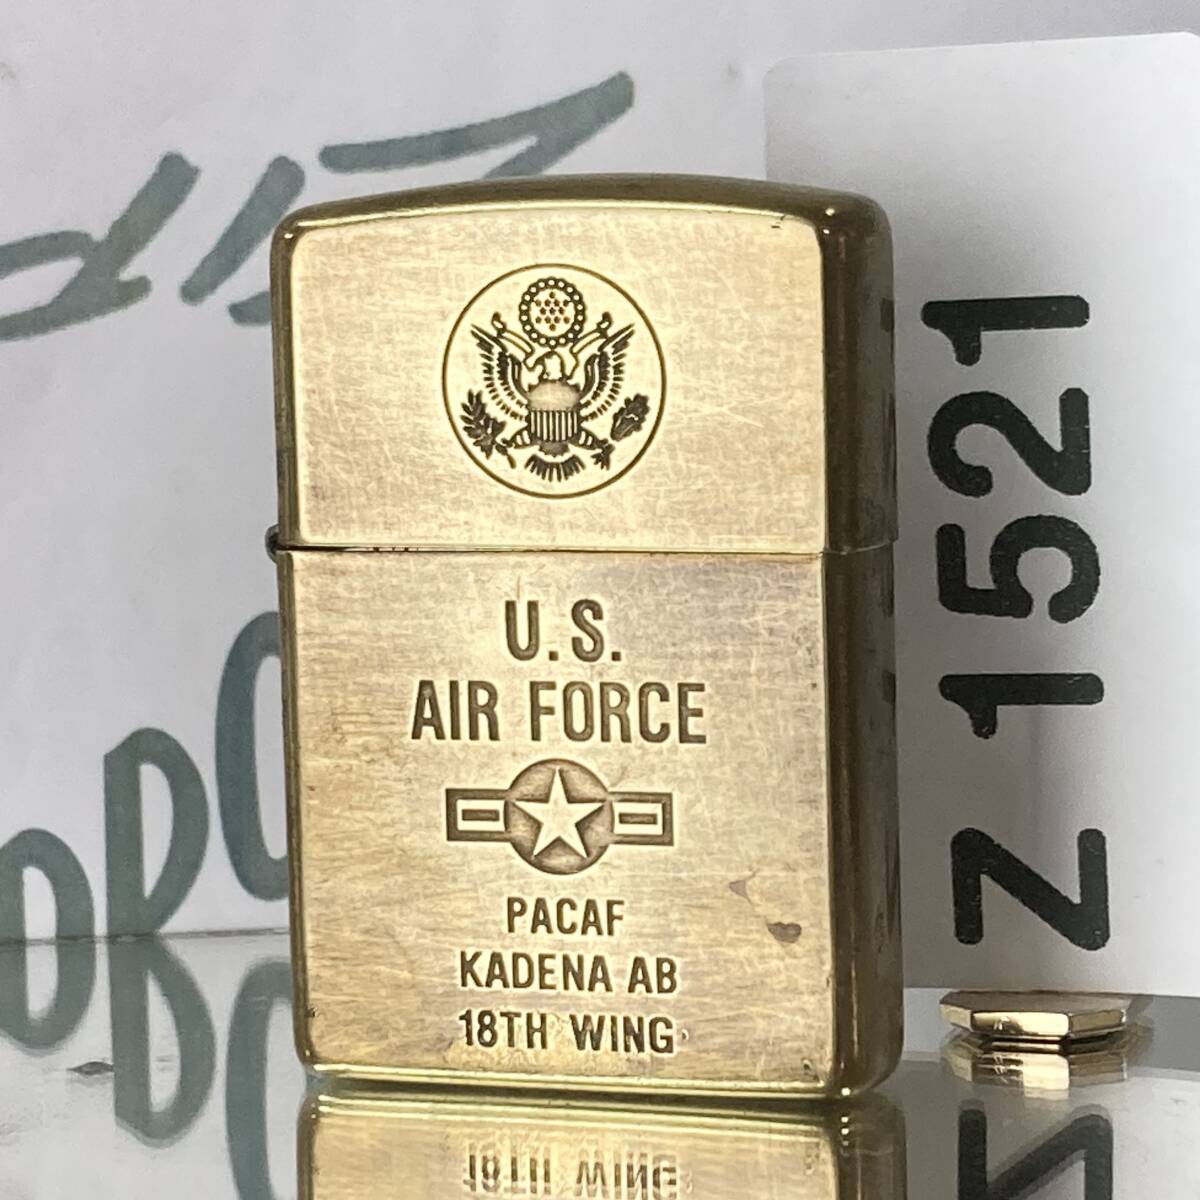 U.S.
AIR FORCE
PACAF
KADENA AB
18TH WING
Z 1521